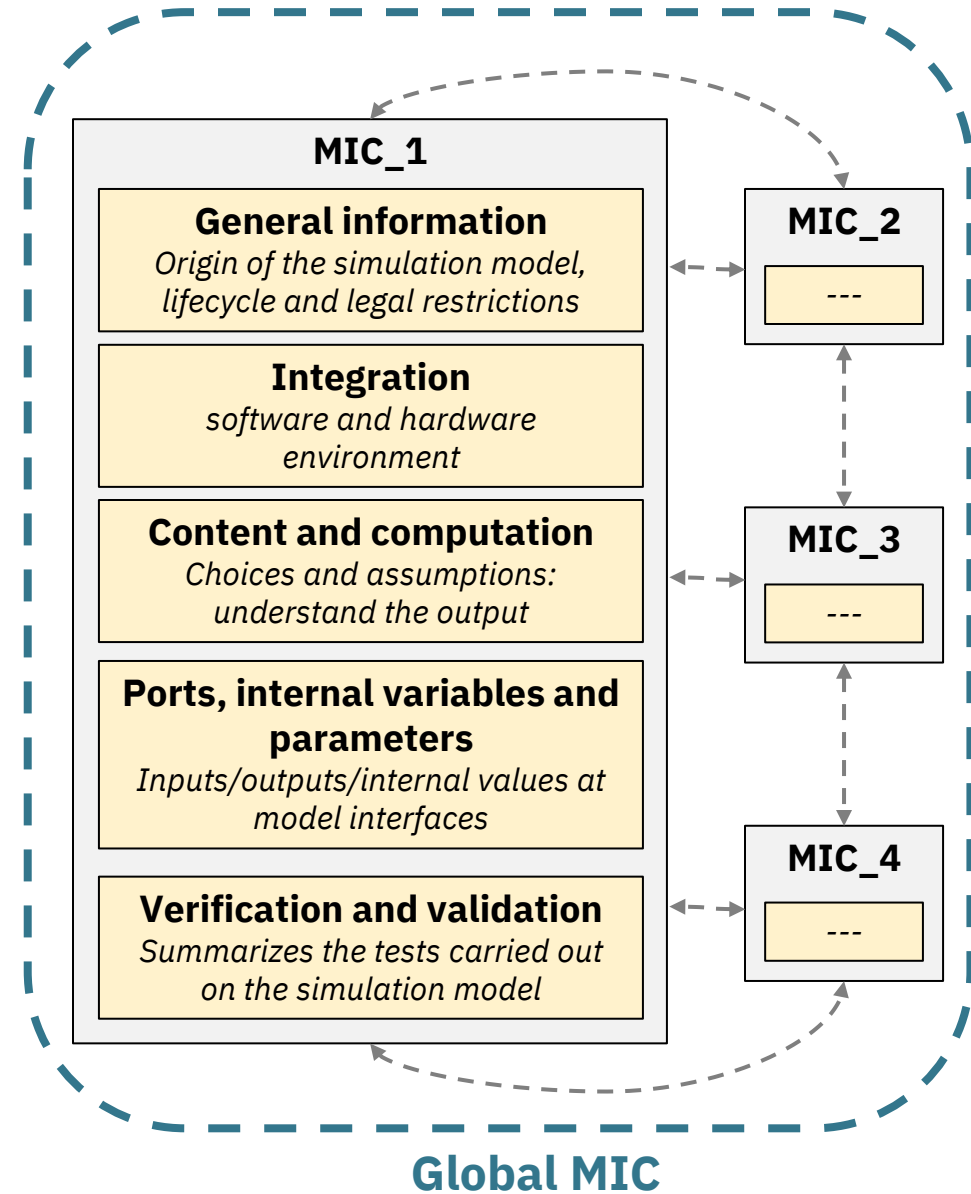 MIC_1
General information
Origin of the simulation model,
lifecycle and legal restrictions
Integration
software and hardware
environment
Content and computation
Choices and assumptions:
understand the output
Ports, internal variables and
parameters
Inputs/outputs/internal values at
model interfaces
Verification and validation
Summarizes the tests carried out
on the simulation model
MIC_2
---
MIC_3
---
MIC_4
---
Global MIC